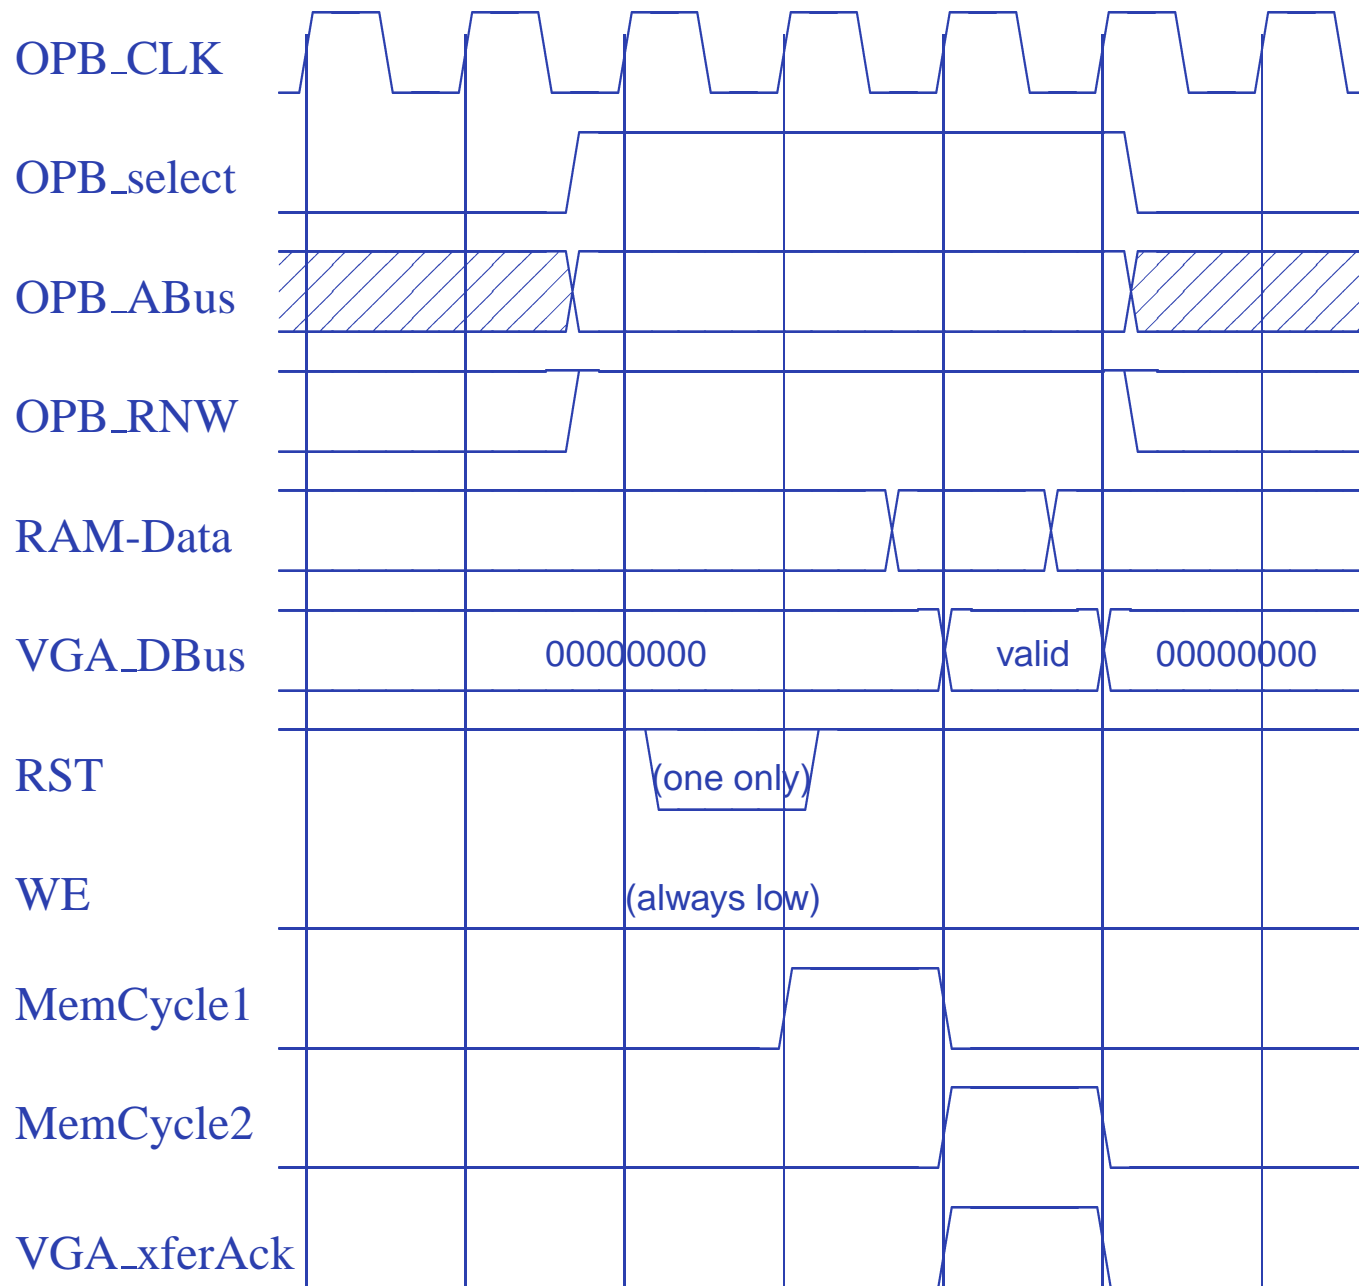 OPB_CLK
OPB_select
OPB_ABus
OPB_RNW
RAM-Data
VGA_DBus 00000000 valid 00000000
RST (one only)
WE (always low)
MemCycle1
MemCycle2
VGA_xferAck